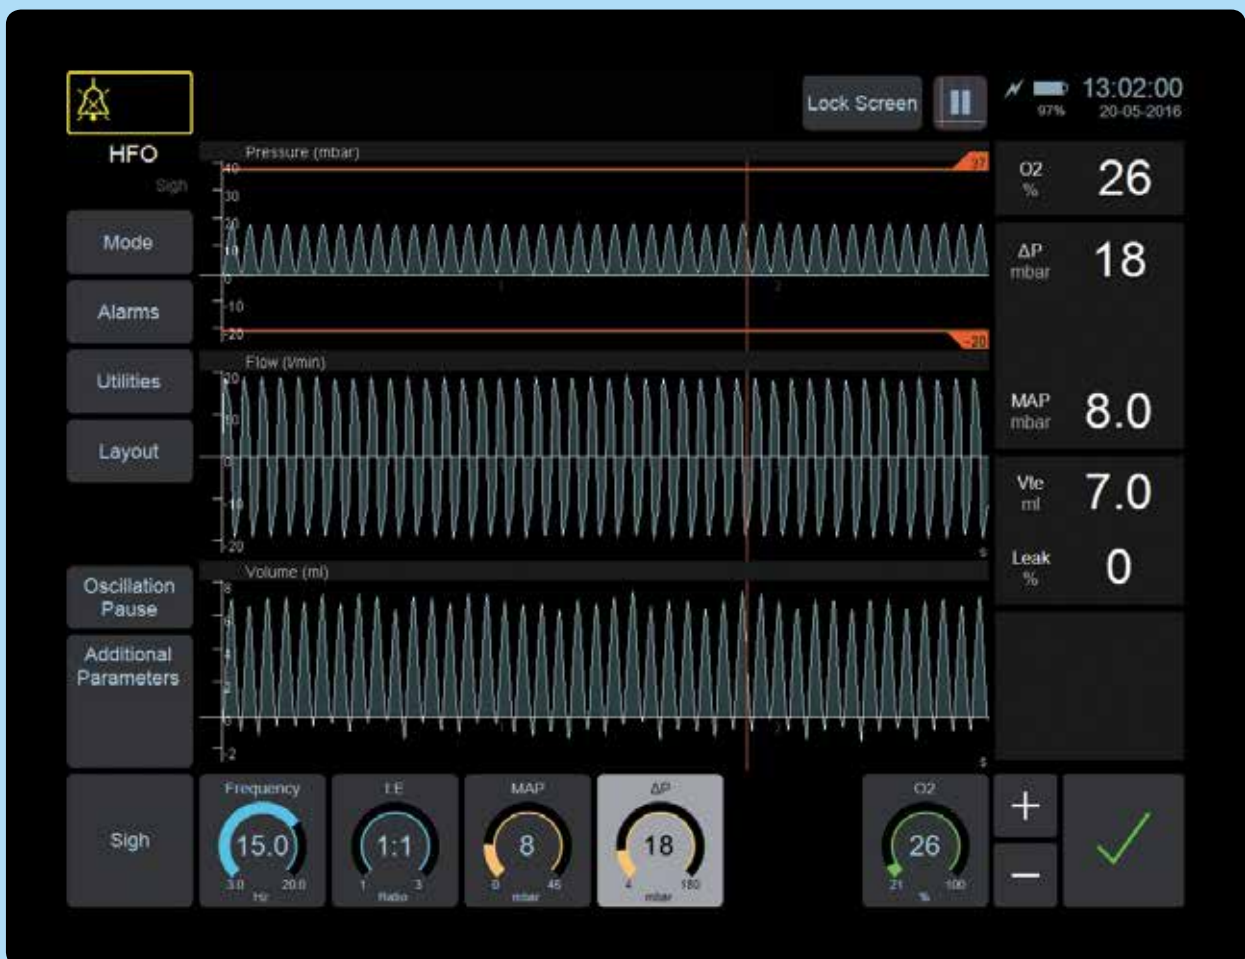 Lock Screen
97%
13:02:00
20-05-2016
HFO
Sigh
Mode
Alarms
Utilities
Layout
Oscillation
Pause
Additional
Parameters
Sigh
Pressure (mbar)
40
30
20
10
0
-10
-20
37
-20
1
2
Flow (l/min)
20
10
0
-10
-20
s
Volume (ml)
8
6
4
2
0
-2
2
s
O2
%
26
ΔP
mbar
18
MAP
mbar
8.0
Vte
ml
7.0
Leak
%
0
Frequency
15.0
3.0 20.0
Hz
I:E
1:1
1 3
Ratio
MAP
8
0 45
mbar
ΔP
18
4 180
mbar
O2
26
21 100
%
+
−